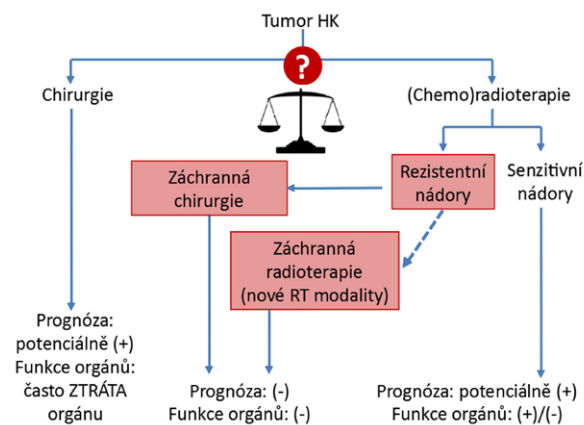 Tumor HK
?
Chirurgie
(Chemo)radioterapie
Záchranná
chirurgie
Rezistentní
nádory
Senzitivní
nádory
Záchranná
radioterapie
(nové RT modality)
Prognóza:
potenciálně (+)
Funkce orgánů:
často ZTRÁTA
orgánu
Prognóza: (-)
Funkce orgánů: (-)
Prognóza: potenciálně (+)
Funkce orgánů: (+)/(-)